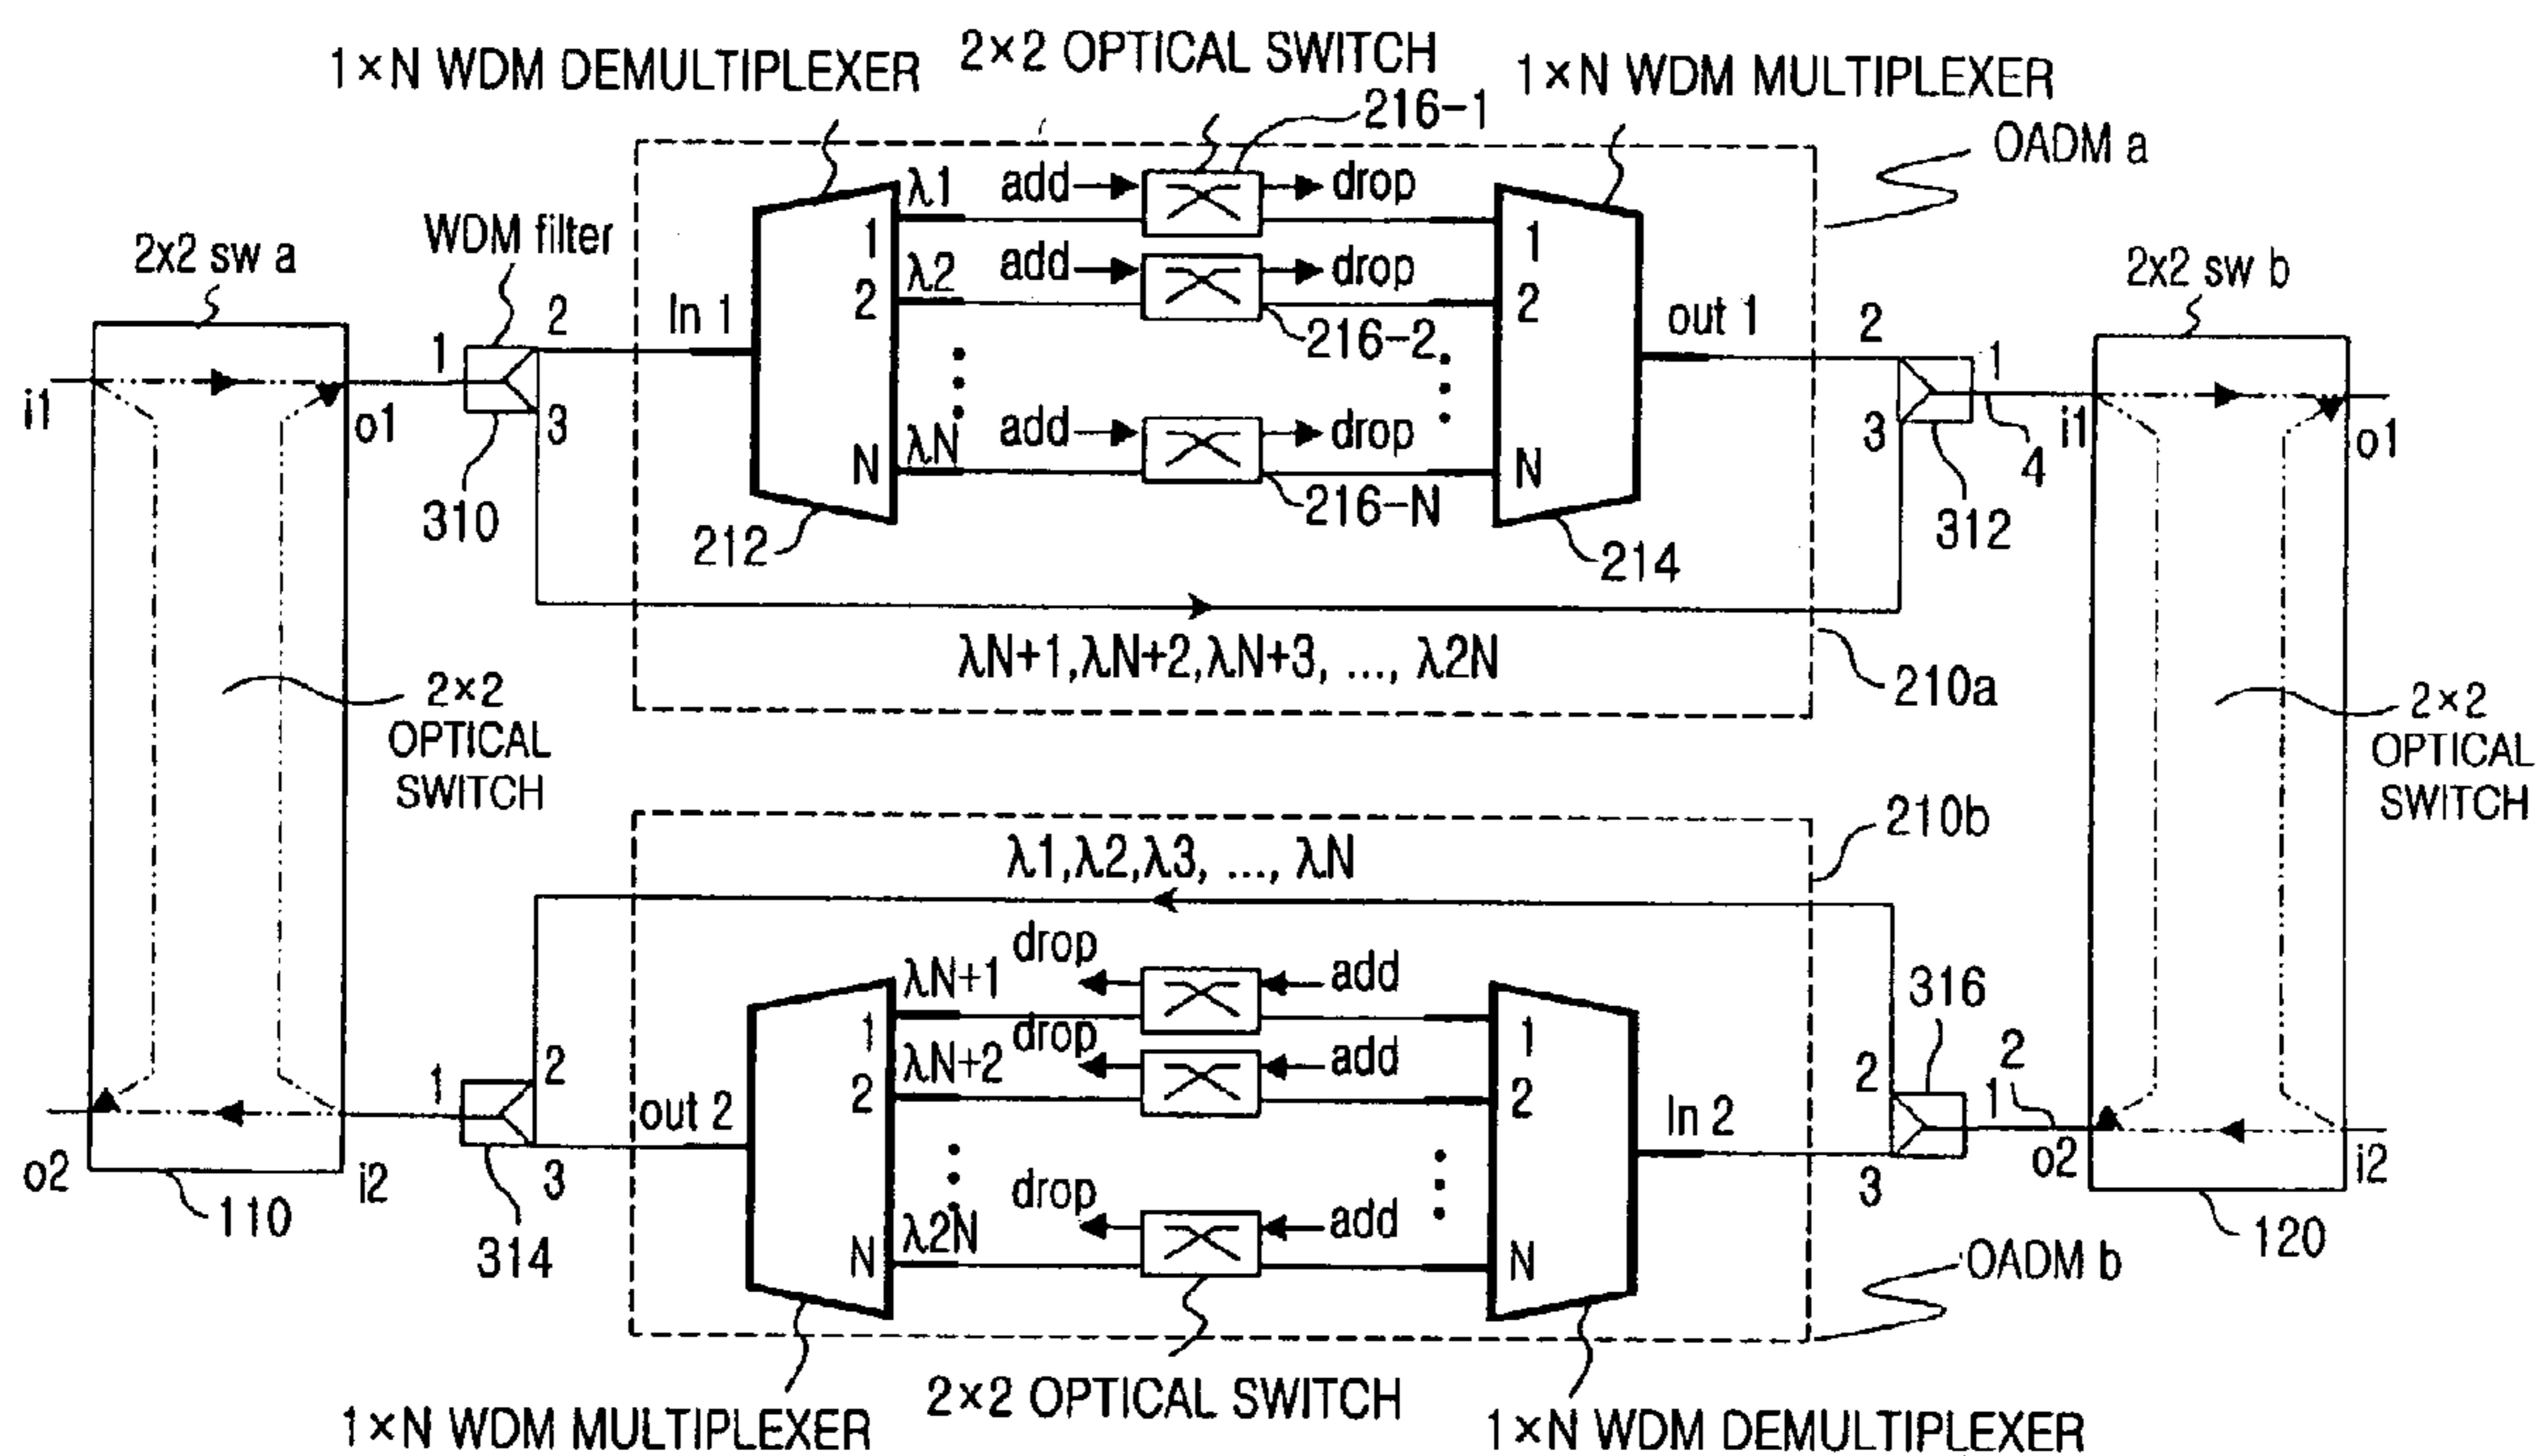 1×N WDM DEMULTIPLEXER
2×2 OPTICAL SWITCH
1×N WDM MULTIPLEXER
216-1
OADM a
2x2 sw a
WDM filter
2x2 sw b
λ1 add drop
1 1
λ2 add drop
2 2
216-2
λN add drop
N N
216-N
In 1
out 1
i1
o1
1
2
3
310
212
214
2
3
1
4
312
i1
o1
λN+1,λN+2,λN+3, ..., λ2N
210a
2×2
OPTICAL
SWITCH
2×2
OPTICAL
SWITCH
210b
λ1,λ2,λ3, ..., λN
λN+1 drop add
1 1
λN+2 drop add
2 2
λ2N drop add
N N
out 2
In 2
1
2
3
314
316
2
3
1
2
o2
i2
110
o2
i2
120
OADM b
1×N WDM MULTIPLEXER
2×2 OPTICAL SWITCH
1×N WDM DEMULTIPLEXER